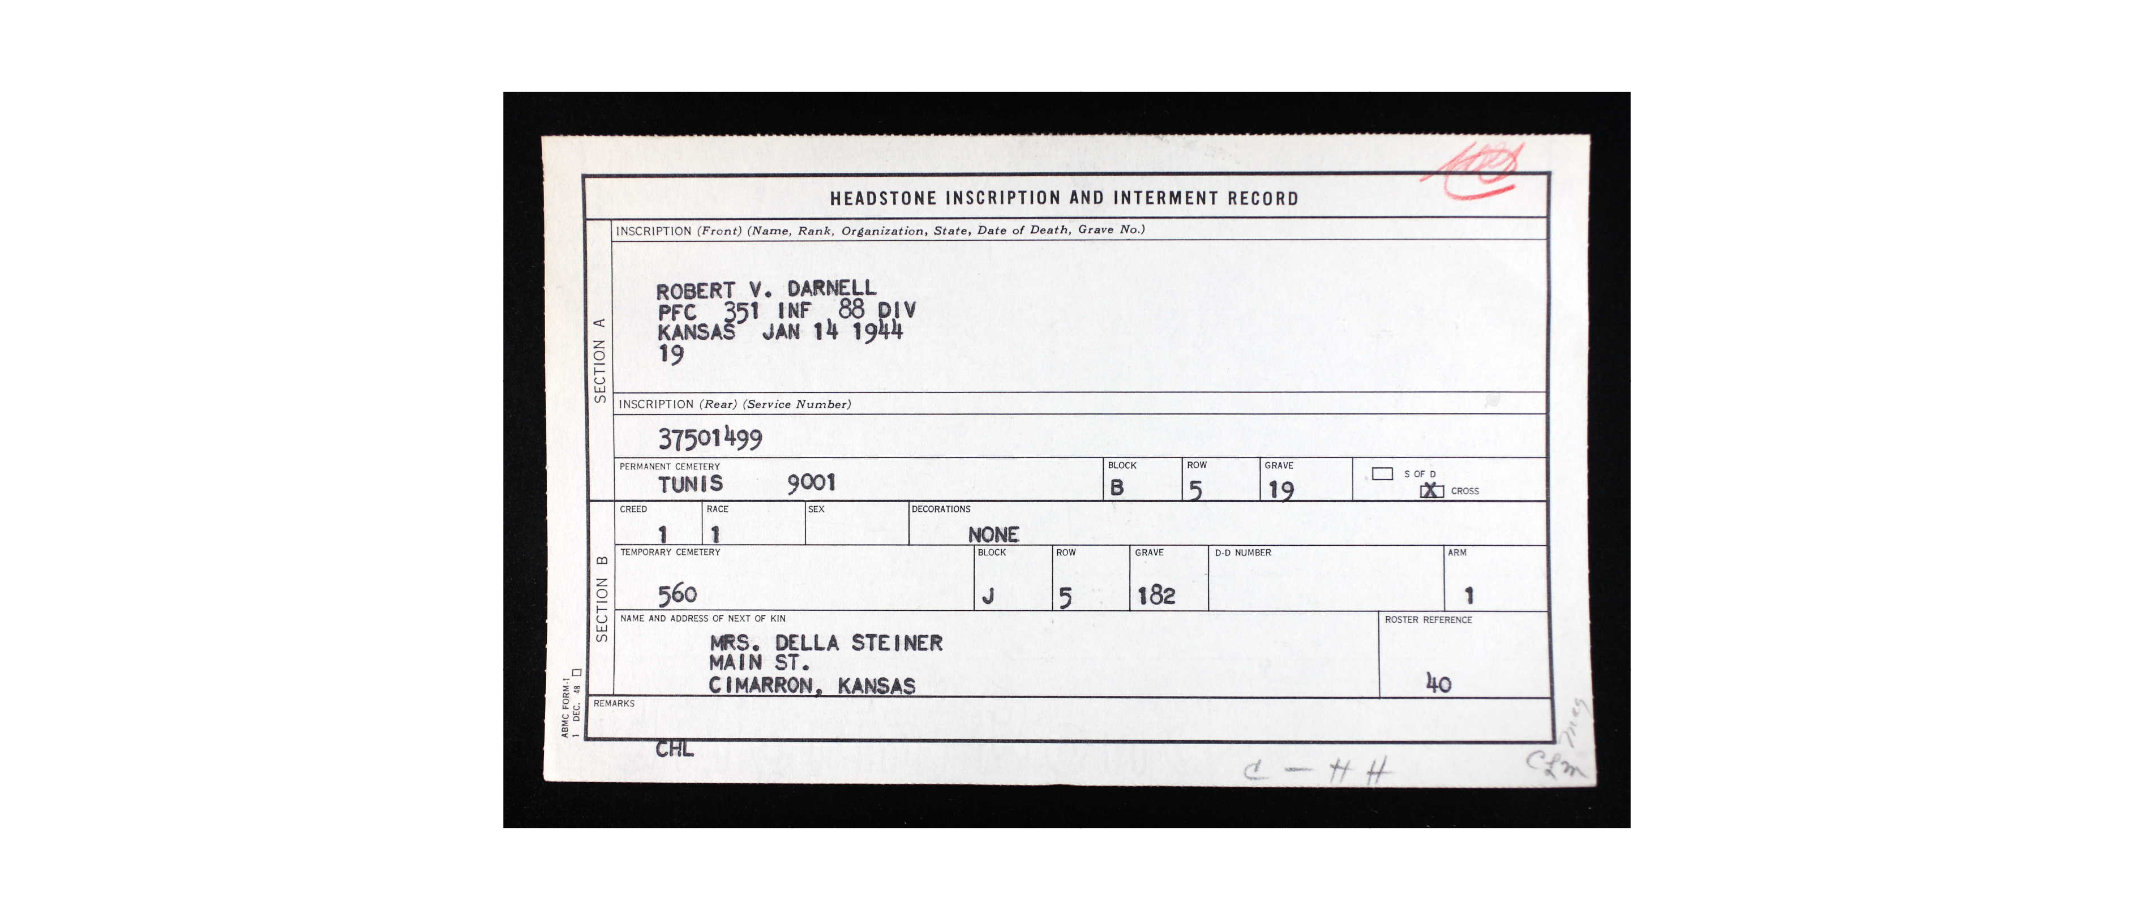 HEADSTONE INSCRIPTION AND INTERMENT RECORD
SECTION A
INSCRIPTION (Front) (Name, Rank, Organization, State, Date of Death, Grave No.)
ROBERT V. DARNELL
PFC 351 INF 88 DIV
KANSAS JAN 14 1944
19
INSCRIPTION (Rear) (Service Number)
37501499
PERMANENT CEMETERY BLOCK ROW GRAVE
TUNIS 9001 B 5 19
S OF D
X CROSS
SECTION B
CREED RACE SEX DECORATIONS
1 1 NONE
TEMPORARY CEMETERY BLOCK ROW GRAVE D-D NUMBER ARM
560 J 5 182 1
NAME AND ADDRESS OF NEXT OF KIN ROSTER REFERENCE
MRS. DELLA STEINER
MAIN ST.
CIMARRON, KANSAS 40
REMARKS
ABMC FORM-1
1 DEC. 48
CHL
C - H H
CLM